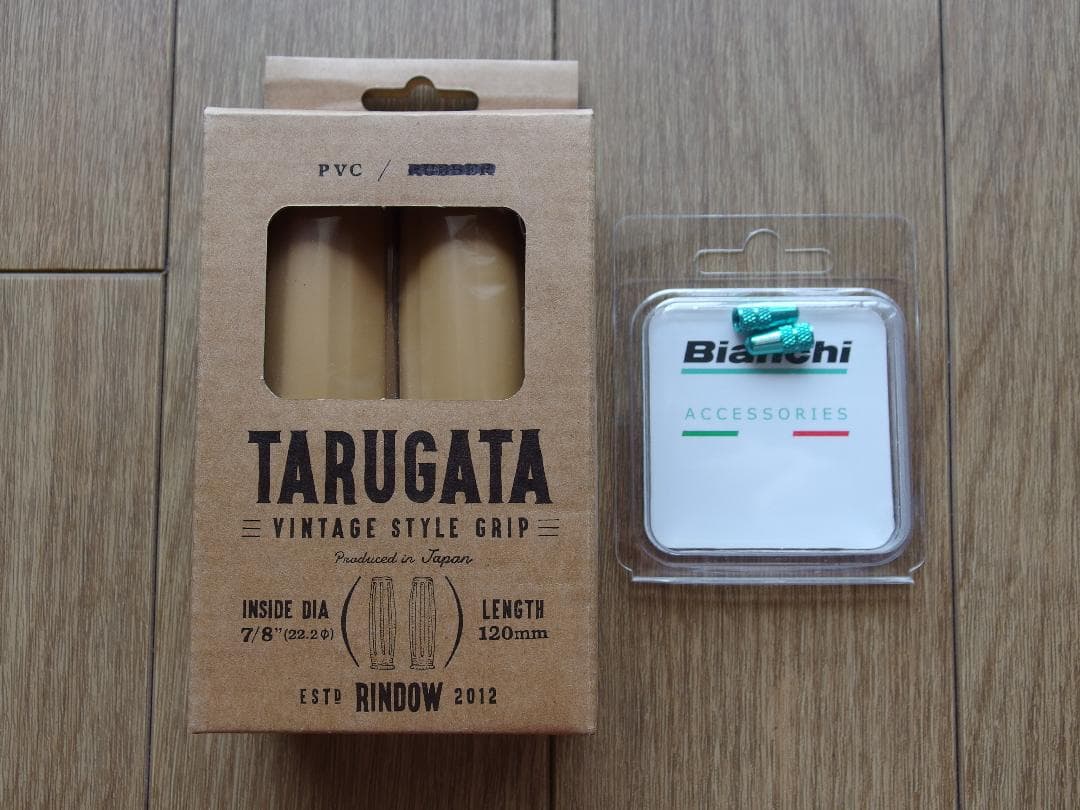 PVC / RUBBER
TARUGATA
VINTAGE STYLE GRIP
Produced in Japan
INSIDE DIA
7/8"(22.2φ)
LENGTH
120mm
ESTD RINDOW 2012
Bianchi
ACCESSORIES